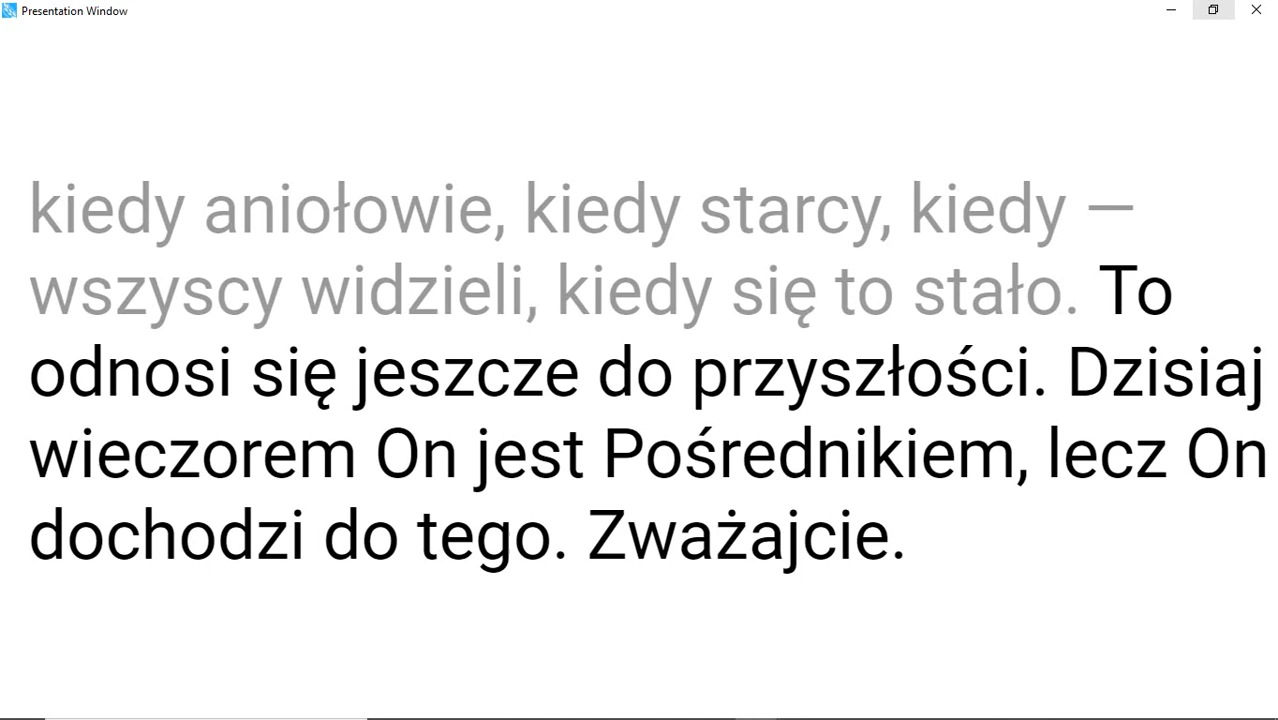 Presentation Window
kiedy aniołowie, kiedy starcy, kiedy —
wszyscy widzieli, kiedy się to stało. To
odnosi się jeszcze do przyszłości. Dzisiaj
wieczorem On jest Pośrednikiem, lecz On
dochodzi do tego. Zważajcie.